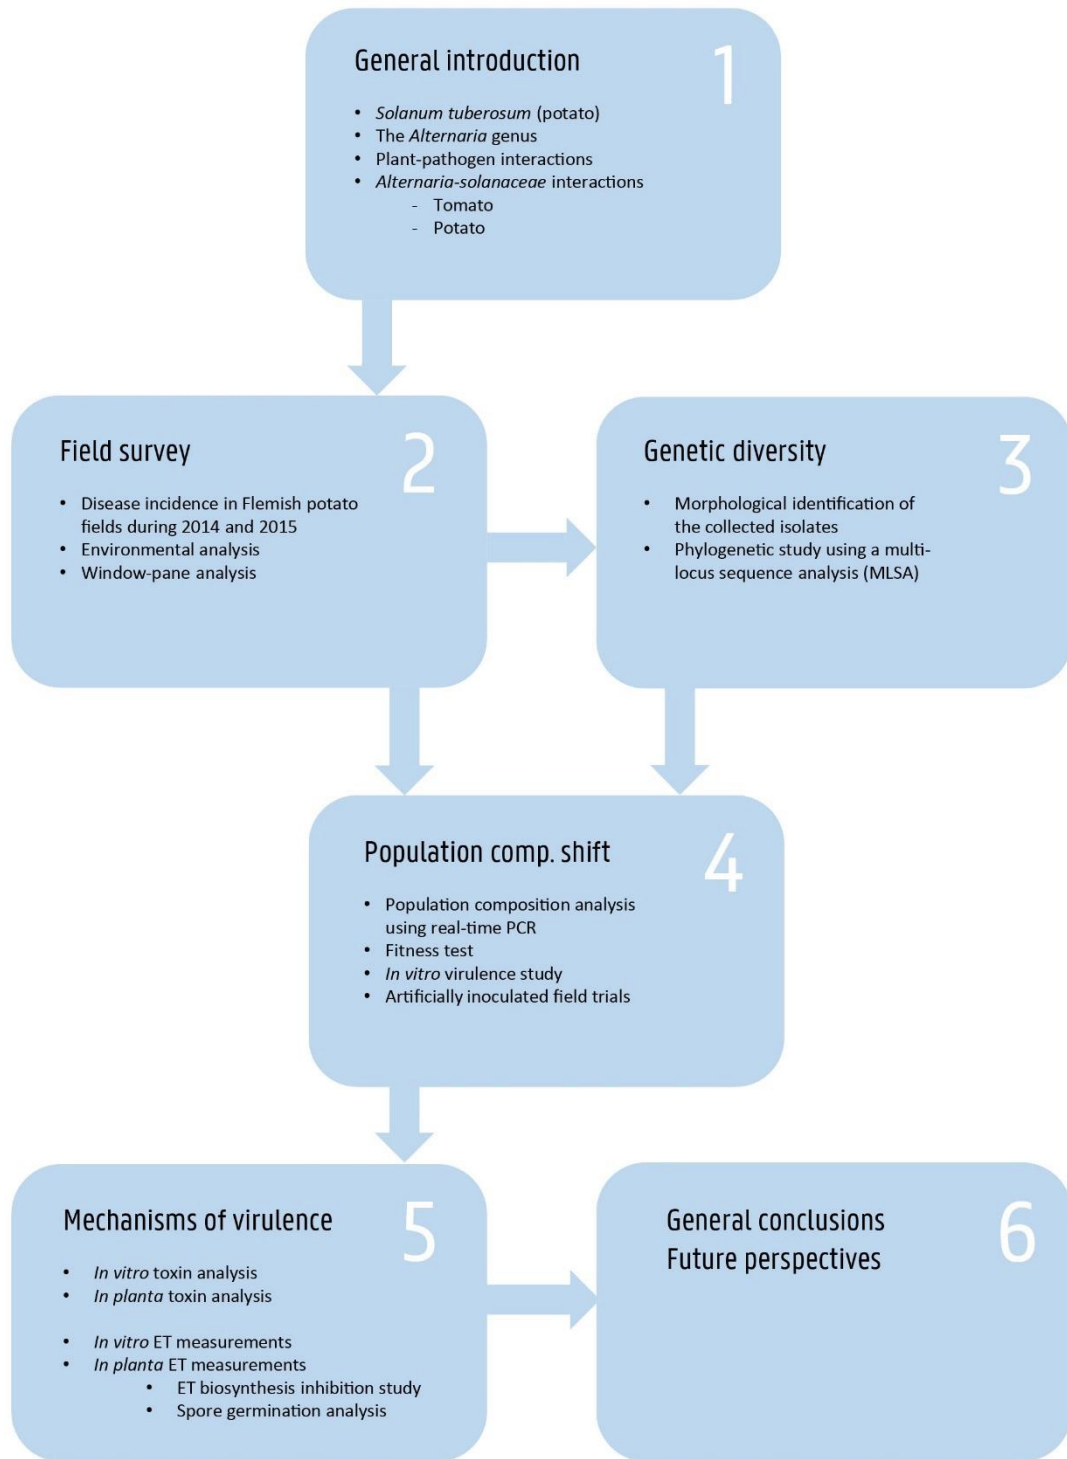 General introduction
1
• Solanum tuberosum (potato)
• The Alternaria genus
• Plant-pathogen interactions
• Alternaria-solanaceae interactions
- Tomato
- Potato
Field survey
2
• Disease incidence in Flemish potato
fields during 2014 and 2015
• Environmental analysis
• Window-pane analysis
Genetic diversity
3
• Morphological identification of
the collected isolates
• Phylogenetic study using a multi-
locus sequence analysis (MLSA)
Population comp. shift
4
• Population composition analysis
using real-time PCR
• Fitness test
• In vitro virulence study
• Artificially inoculated field trials
Mechanisms of virulence
5
• In vitro toxin analysis
• In planta toxin analysis
• In vitro ET measurements
• In planta ET measurements
• ET biosynthesis inhibition study
• Spore germination analysis
General conclusions
Future perspectives
6